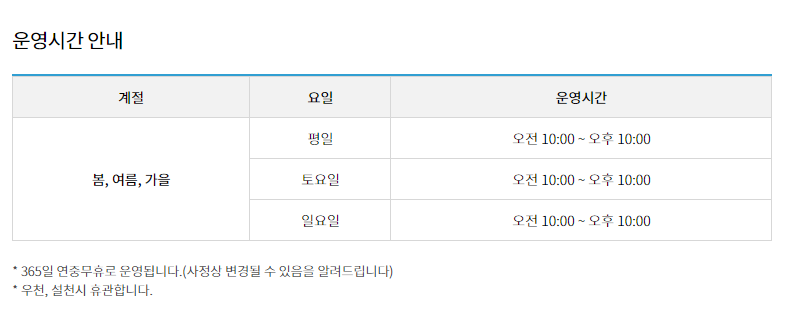 운영시간 안내
계절 요일 운영시간
봄, 여름, 가을 평일 오전 10:00 ~ 오후 10:00
토요일 오전 10:00 ~ 오후 10:00
일요일 오전 10:00 ~ 오후 10:00
* 365일 연중무휴로 운영됩니다.(사정상 변경될 수 있음을 알려드립니다)
* 우천, 설천시 휴관합니다.